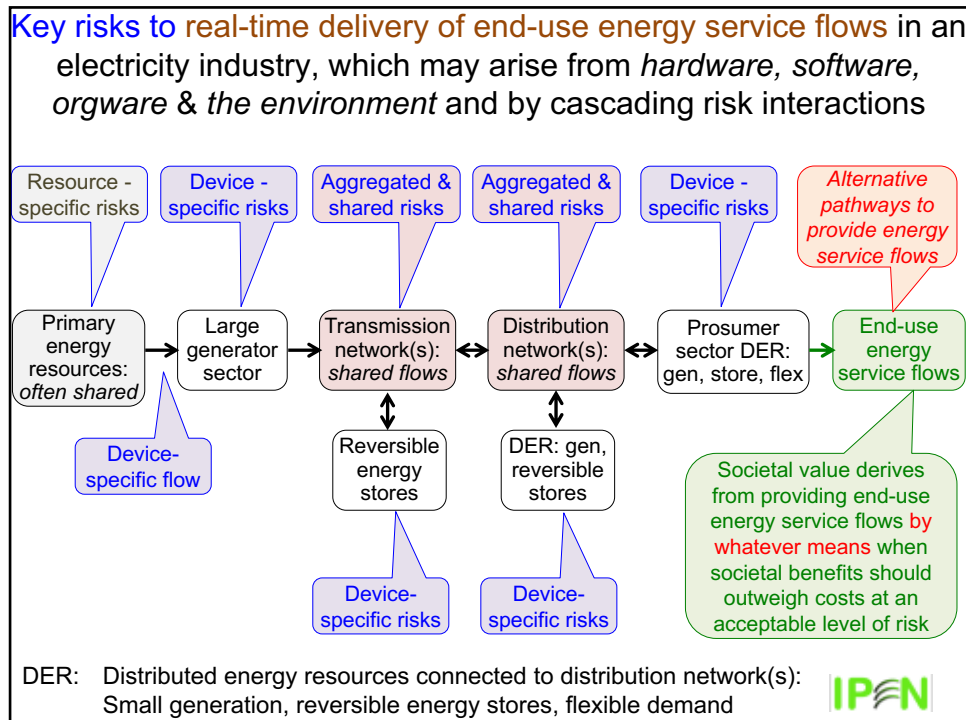 Key risks to real-time delivery of end-use energy service flows in an
electricity industry, which may arise from hardware, software,
orgware & the environment and by cascading risk interactions
Resource -
specific risks
Device -
specific risks
Aggregated &
shared risks
Aggregated &
shared risks
Device -
specific risks
Alternative
pathways to
provide energy
service flows
Primary
energy
resources:
often shared
Large
generator
sector
Transmission
network(s):
shared flows
Distribution
network(s):
shared flows
Prosumer
sector DER:
gen, store, flex
End-use
energy
service flows
Device-
specific flow
Reversible
energy
stores
DER: gen,
reversible
stores
Societal value derives
from providing end-use
energy service flows by
whatever means when
societal benefits should
outweigh costs at an
acceptable level of risk
Device-
specific risks
Device-
specific risks
DER: Distributed energy resources connected to distribution network(s):
Small generation, reversible energy stores, flexible demand
IPEN